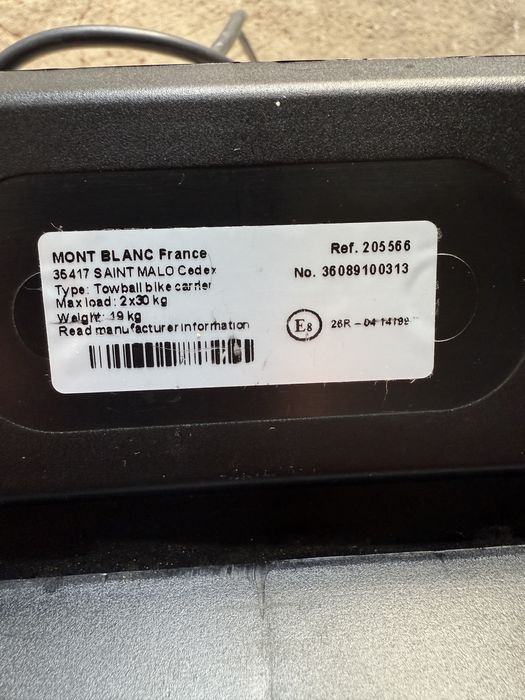 MONT BLANC France
35417 SAINT MALO Cedex
Type: Towball bike carrier
Max load: 2x30 kg
Weight: 19 kg
Read manufacturer information
Ref. 205566
No. 36089100313
E8 26R - 04 14199